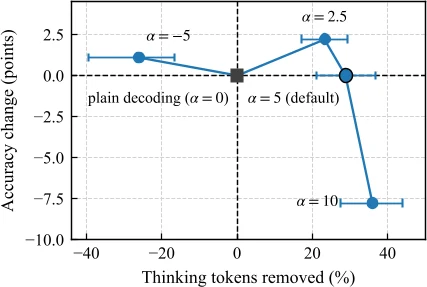 α = 2.5
α = −5
2.5
0.0
−2.5
−5.0
−7.5
−10.0
plain decoding (α = 0)
α = 5 (default)
α = 10
−40
−20
0
20
40
Thinking tokens removed (%)
Accuracy change (points)